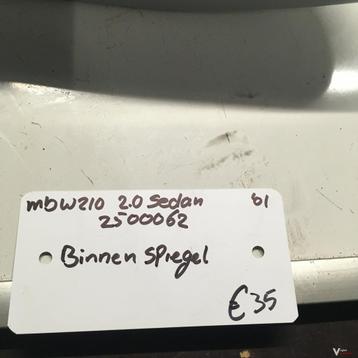 MBW210 2.0 Sedan '01
2500062
Binnen Spiegel
€35